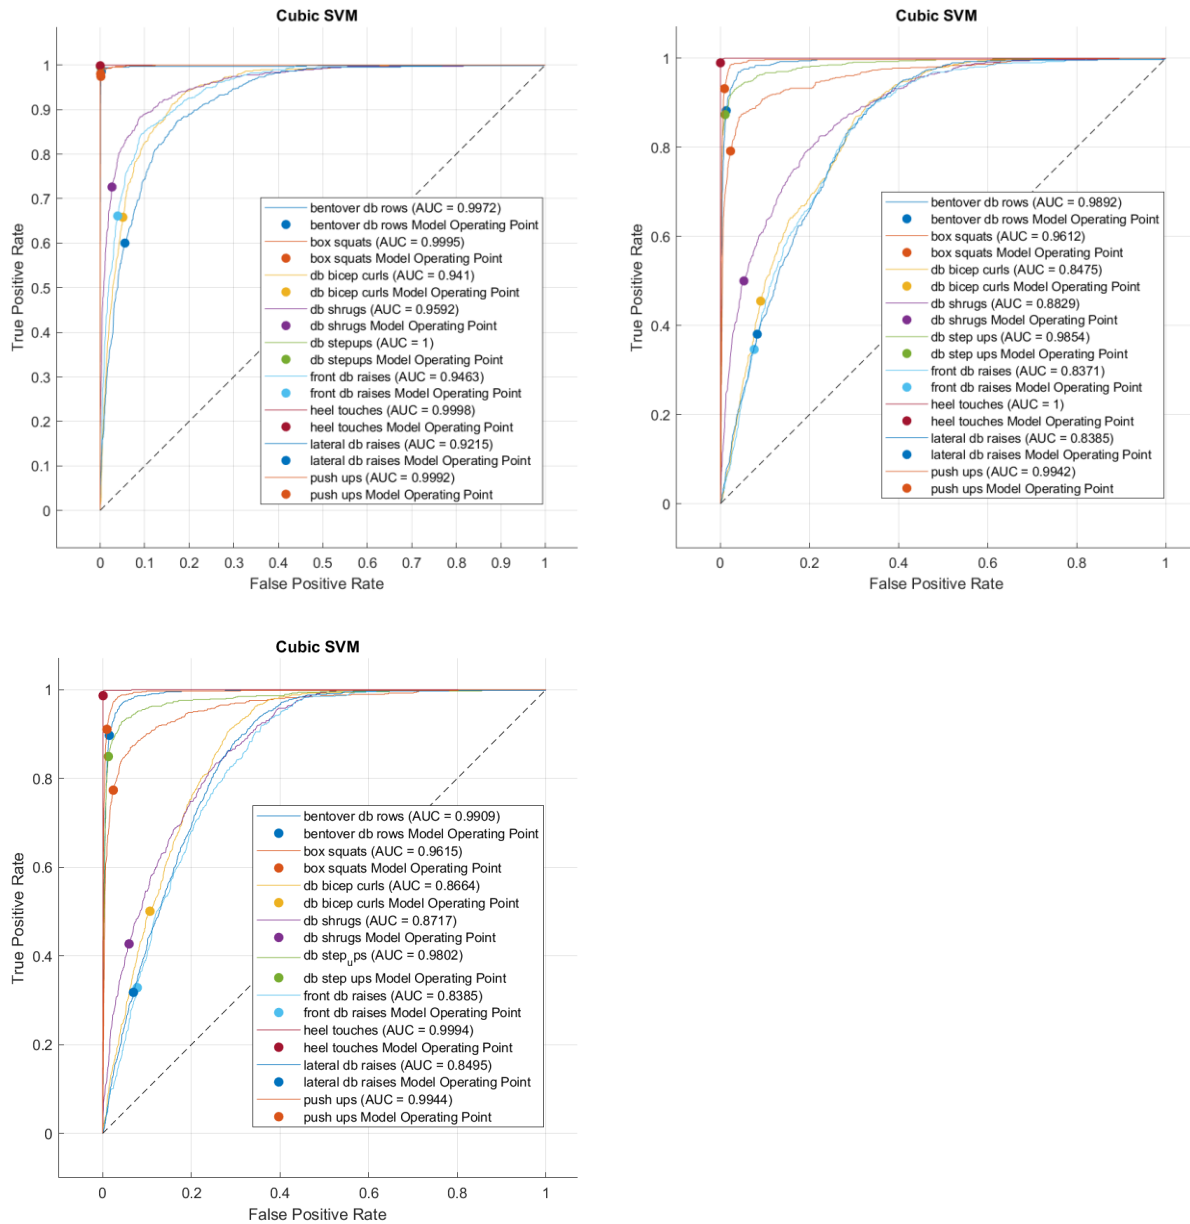 Cubic SVM
True Positive Rate
1
0.9
0.8
0.7
0.6
0.5
0.4
0.3
0.2
0.1
0
bentover db rows (AUC = 0.9972)
bentover db rows Model Operating Point
box squats (AUC = 0.9995)
box squats Model Operating Point
db bicep curls (AUC = 0.941)
db bicep curls Model Operating Point
db shrugs (AUC = 0.9592)
db shrugs Model Operating Point
db stepups (AUC = 1)
db stepups Model Operating Point
front db raises (AUC = 0.9463)
front db raises Model Operating Point
heel touches (AUC = 0.9998)
heel touches Model Operating Point
lateral db raises (AUC = 0.9215)
lateral db raises Model Operating Point
push ups (AUC = 0.9992)
push ups Model Operating Point
0 0.1 0.2 0.3 0.4 0.5 0.6 0.7 0.8 0.9 1
False Positive Rate
Cubic SVM
True Positive Rate
1
0.8
0.6
0.4
0.2
0
bentover db rows (AUC = 0.9892)
bentover db rows Model Operating Point
box squats (AUC = 0.9612)
box squats Model Operating Point
db bicep curls (AUC = 0.8475)
db bicep curls Model Operating Point
db shrugs (AUC = 0.8829)
db shrugs Model Operating Point
db step ups (AUC = 0.9854)
db step ups Model Operating Point
front db raises (AUC = 0.8371)
front db raises Model Operating Point
heel touches (AUC = 1)
heel touches Model Operating Point
lateral db raises (AUC = 0.8385)
lateral db raises Model Operating Point
push ups (AUC = 0.9942)
push ups Model Operating Point
0 0.2 0.4 0.6 0.8 1
False Positive Rate
Cubic SVM
True Positive Rate
1
0.8
0.6
0.4
0.2
0
bentover db rows (AUC = 0.9909)
bentover db rows Model Operating Point
box squats (AUC = 0.9615)
box squats Model Operating Point
db bicep curls (AUC = 0.8664)
db bicep curls Model Operating Point
db shrugs (AUC = 0.8717)
db shrugs Model Operating Point
db stepᵤps (AUC = 0.9802)
db step ups Model Operating Point
front db raises (AUC = 0.8385)
front db raises Model Operating Point
heel touches (AUC = 0.9994)
heel touches Model Operating Point
lateral db raises (AUC = 0.8495)
lateral db raises Model Operating Point
push ups (AUC = 0.9944)
push ups Model Operating Point
0 0.2 0.4 0.6 0.8 1
False Positive Rate